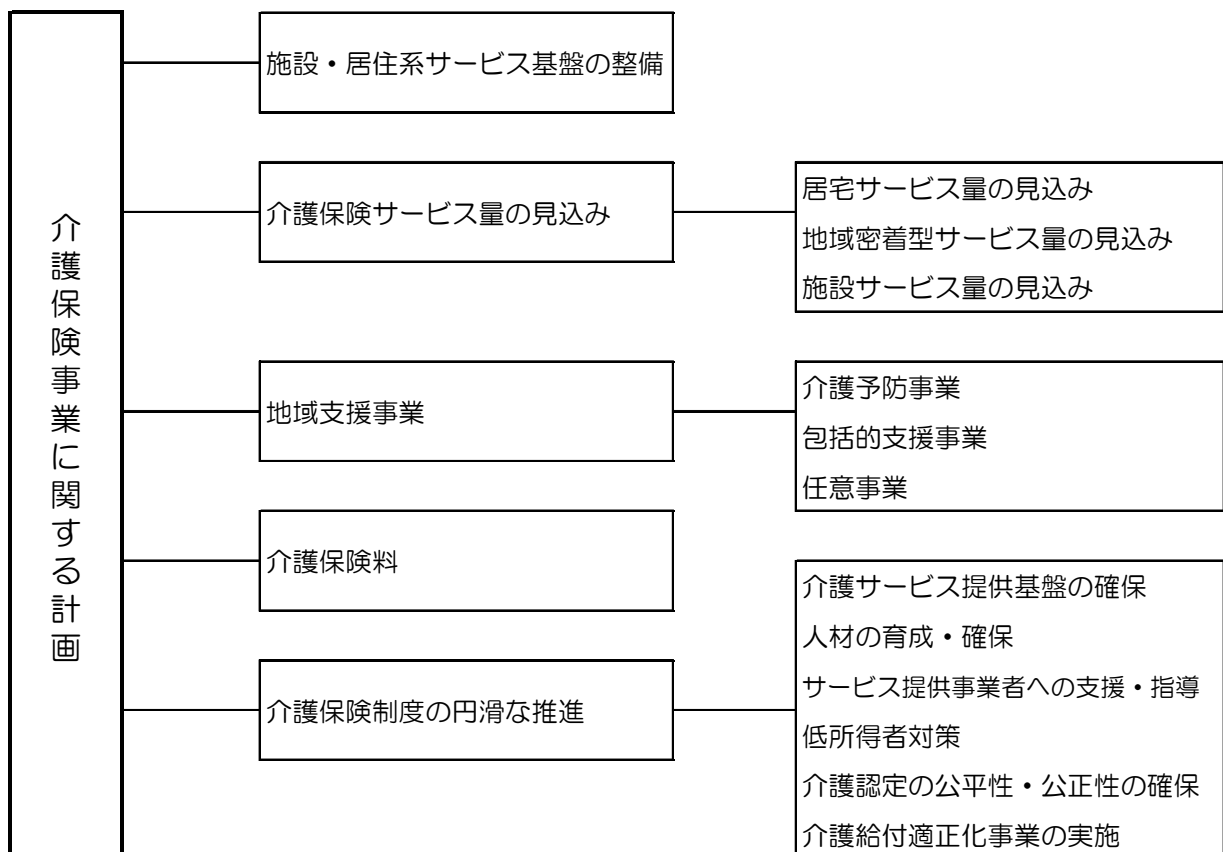 介護保険事業に関する計画
施設・居住系サービス基盤の整備
介護保険サービス量の見込み
居宅サービス量の見込み
地域密着型サービス量の見込み
施設サービス量の見込み
地域支援事業
介護予防事業
包括的支援事業
任意事業
介護保険料
介護保険制度の円滑な推進
介護サービス提供基盤の確保
人材の育成・確保
サービス提供事業者への支援・指導
低所得者対策
介護認定の公平性・公正性の確保
介護給付適正化事業の実施